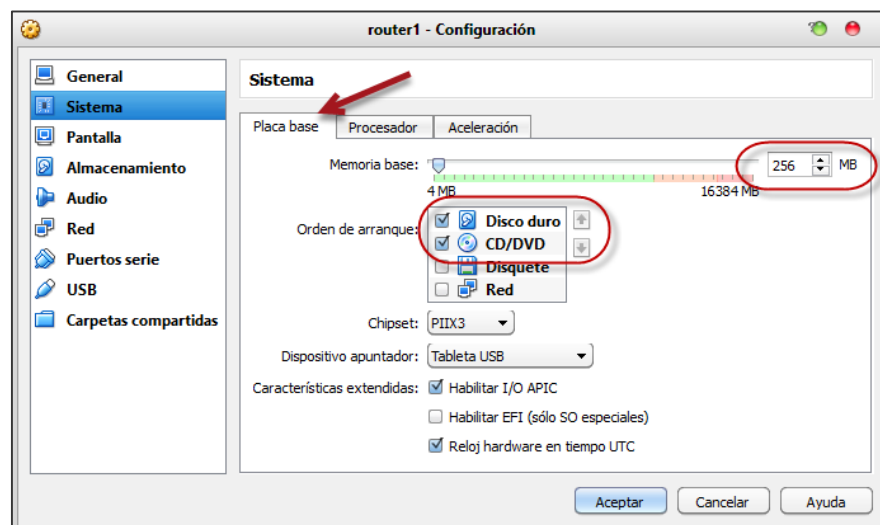 router1 - Configuración
General
Sistema
Pantalla
Almacenamiento
Audio
Red
Puertos serie
USB
Carpetas compartidas
Sistema
Placa base Procesador Aceleración
Memoria base: 256 MB
4 MB 16384 MB
Orden de arranque: Disco duro
CD/DVD
Disquete
Red
Chipset: PIIX3
Dispositivo apuntador: Tableta USB
Características extendidas: Habilitar I/O APIC
Habilitar EFI (sólo SO especiales)
Reloj hardware en tiempo UTC
Aceptar Cancelar Ayuda